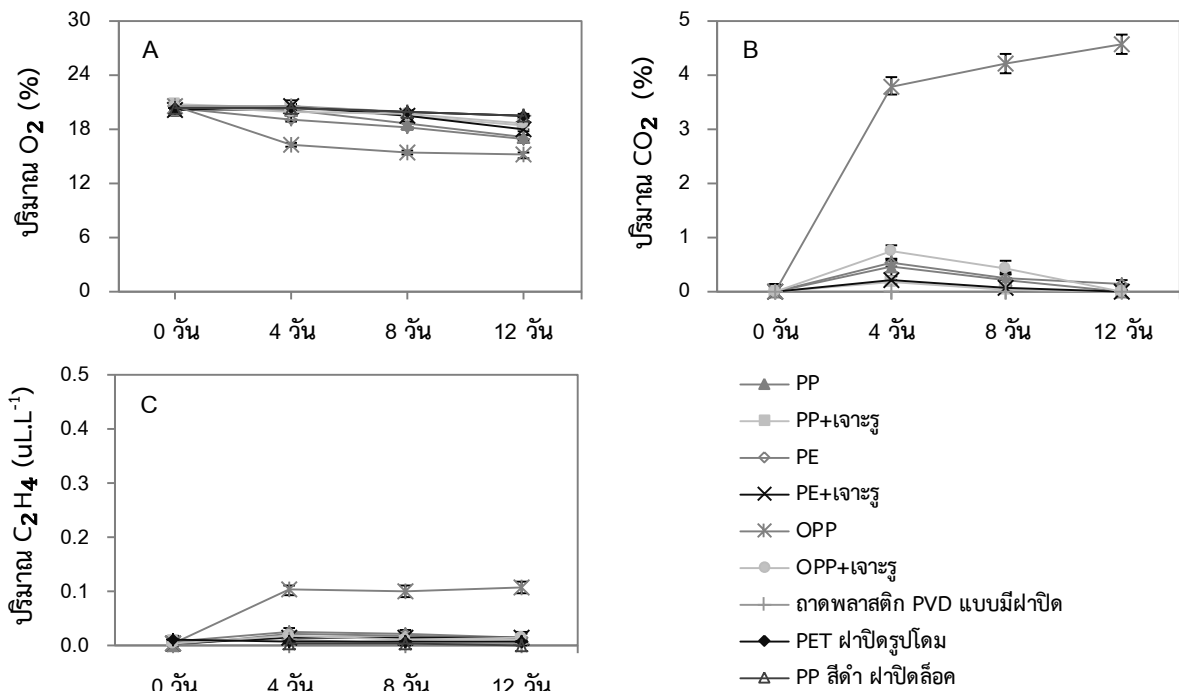 A
ปริมาณ O2 (%)
30
24
18
12
6
0
0 วัน 4 วัน 8 วัน 12 วัน
B
ปริมาณ CO2 (%)
5
4
3
2
1
0
0 วัน 4 วัน 8 วัน 12 วัน
C
ปริมาณ C2H4 (uL.L-1)
0.5
0.4
0.3
0.2
0.1
0.0
0 วัน 4 วัน 8 วัน 12 วัน
PP
PP+เจาะรู
PE
PE+เจาะรู
OPP
OPP+เจาะรู
ถาดพลาสติก PVD แบบมีฝาปิด
PET ฝาปิดรูปโดม
PP สีดำ ฝาปิดล็อค